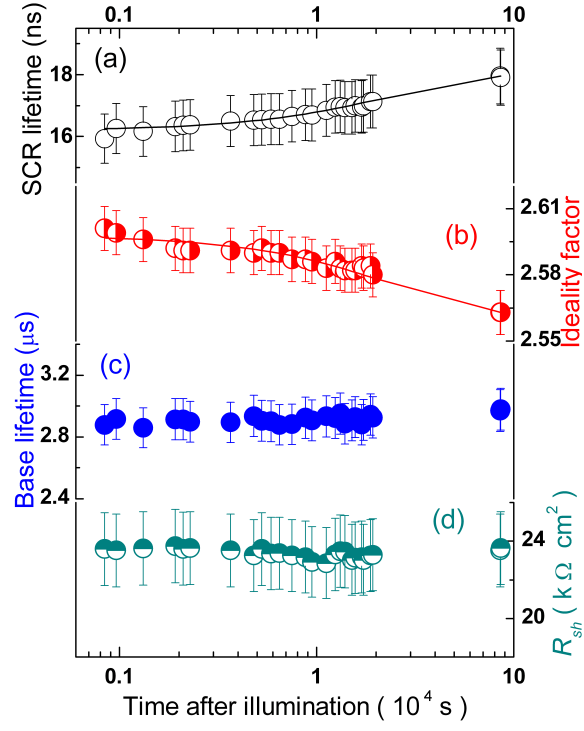 0.1 1 10
(a)
SCR lifetime (ns)
18
16
(b)
Ideality factor
2.61
2.58
2.55
(c)
Base lifetime (μs)
3.2
2.8
2.4
(d)
R_sh ( k Ω cm²)
24
20
0.1 1 10
Time after illumination ( 10⁴ s )